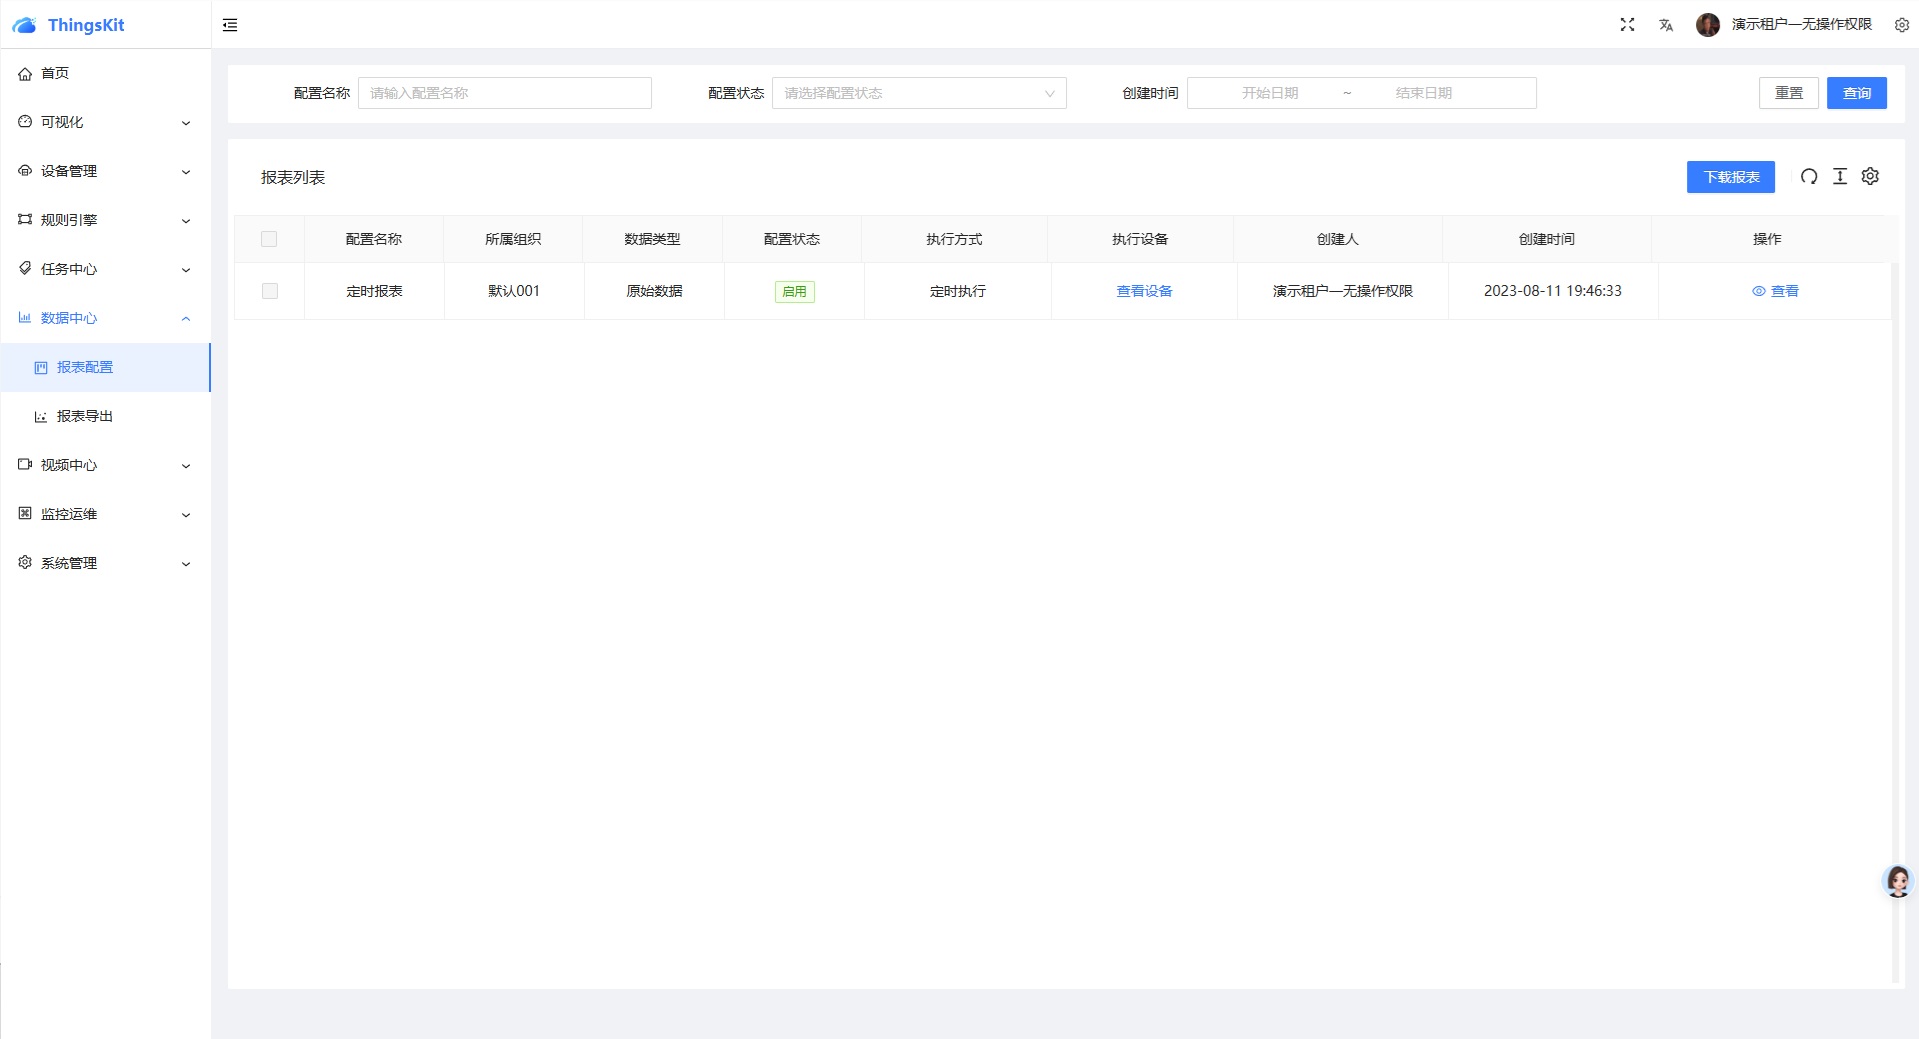 ThingsKit
演示租户一无操作权限
首页
可视化
设备管理
规则引擎
任务中心
数据中心
报表配置
报表导出
视频中心
监控运维
系统管理
配置名称 请输入配置名称 配置状态 请选择配置状态 创建时间 开始日期 ~ 结束日期 重置 查询
报表列表 下载报表
配置名称 所属组织 数据类型 配置状态 执行方式 执行设备 创建人 创建时间 操作
定时报表 默认001 原始数据 启用 定时执行 查看设备 演示租户一无操作权限 2023-08-11 19:46:33 查看